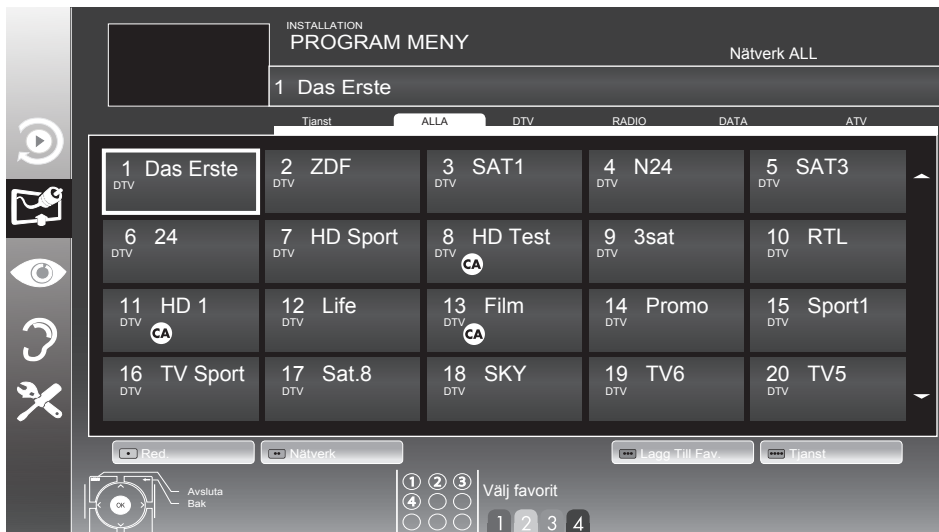 INSTALLATION
PROGRAM MENY
Nätverk ALL
1 Das Erste
Tjanst ALLA DTV RADIO DATA ATV
1 Das Erste 2 ZDF 3 SAT1 4 N24 5 SAT3
DTV DTV DTV DTV DTV
6 24 7 HD Sport 8 HD Test 9 3sat 10 RTL
DTV DTV DTV DTV DTV
CA
11 HD 1 12 Life 13 Film 14 Promo 15 Sport1
DTV DTV DTV DTV DTV
CA CA
16 TV Sport 17 Sat.8 18 SKY 19 TV6 20 TV5
DTV DTV DTV DTV DTV
Red. Nätverk Lagg Till Fav. Tjanst
Avsluta
Bak
OK
1 2 3
4
Välj favorit
1 2 3 4